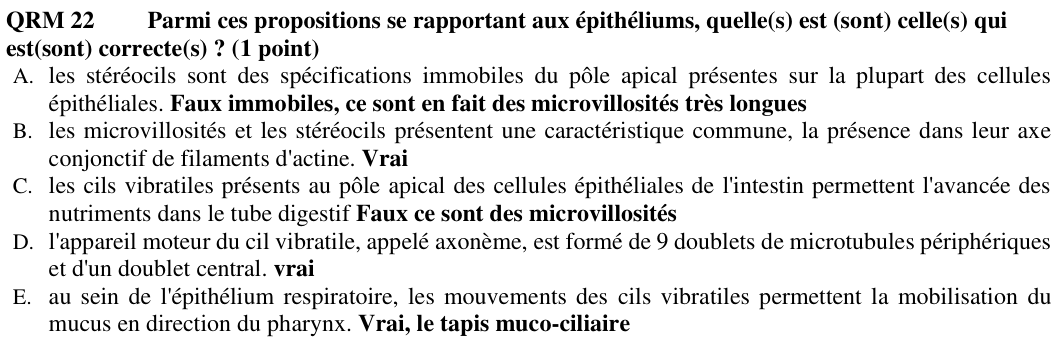 QRM 22 Parmi ces propositions se rapportant aux épithéliums, quelle(s) est (sont) celle(s) qui
est(sont) correcte(s) ? (1 point)
A. les stéréocils sont des spécifications immobiles du pôle apical présentes sur la plupart des cellules
épithéliales. Faux immobiles, ce sont en fait des microvillosités très longues
B. les microvillosités et les stéréocils présentent une caractéristique commune, la présence dans leur axe
conjonctif de filaments d'actine. Vrai
C. les cils vibratiles présents au pôle apical des cellules épithéliales de l'intestin permettent l'avancée des
nutriments dans le tube digestif Faux ce sont des microvillosités
D. l'appareil moteur du cil vibratile, appelé axonème, est formé de 9 doublets de microtubules périphériques
et d'un doublet central. vrai
E. au sein de l'épithélium respiratoire, les mouvements des cils vibratiles permettent la mobilisation du
mucus en direction du pharynx. Vrai, le tapis muco-ciliaire